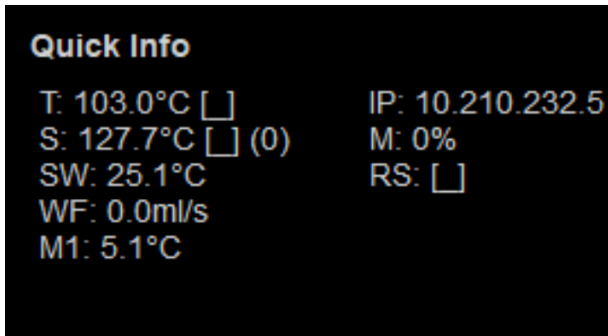 Quick Info
T: 103.0°C [_]
S: 127.7°C [_] (0)
SW: 25.1°C
WF: 0.0ml/s
M1: 5.1°C
IP: 10.210.232.5
M: 0%
RS: [_]